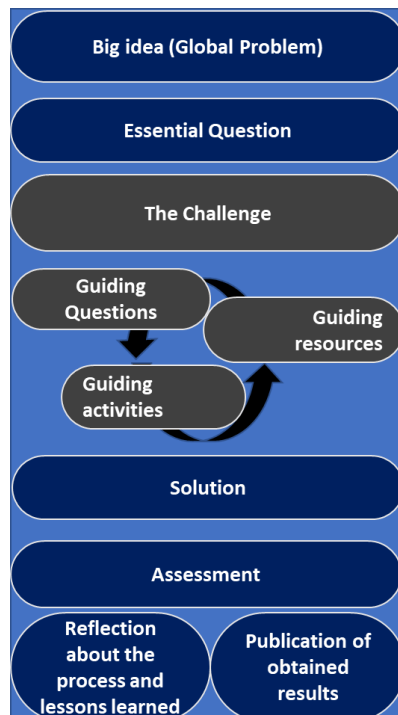 Big idea (Global Problem)
Essential Question
The Challenge
Guiding
Questions
Guiding
resources
Guiding
activities
Solution
Assessment
Reflection
about the
process and
lessons learned
Publication of
obtained
results